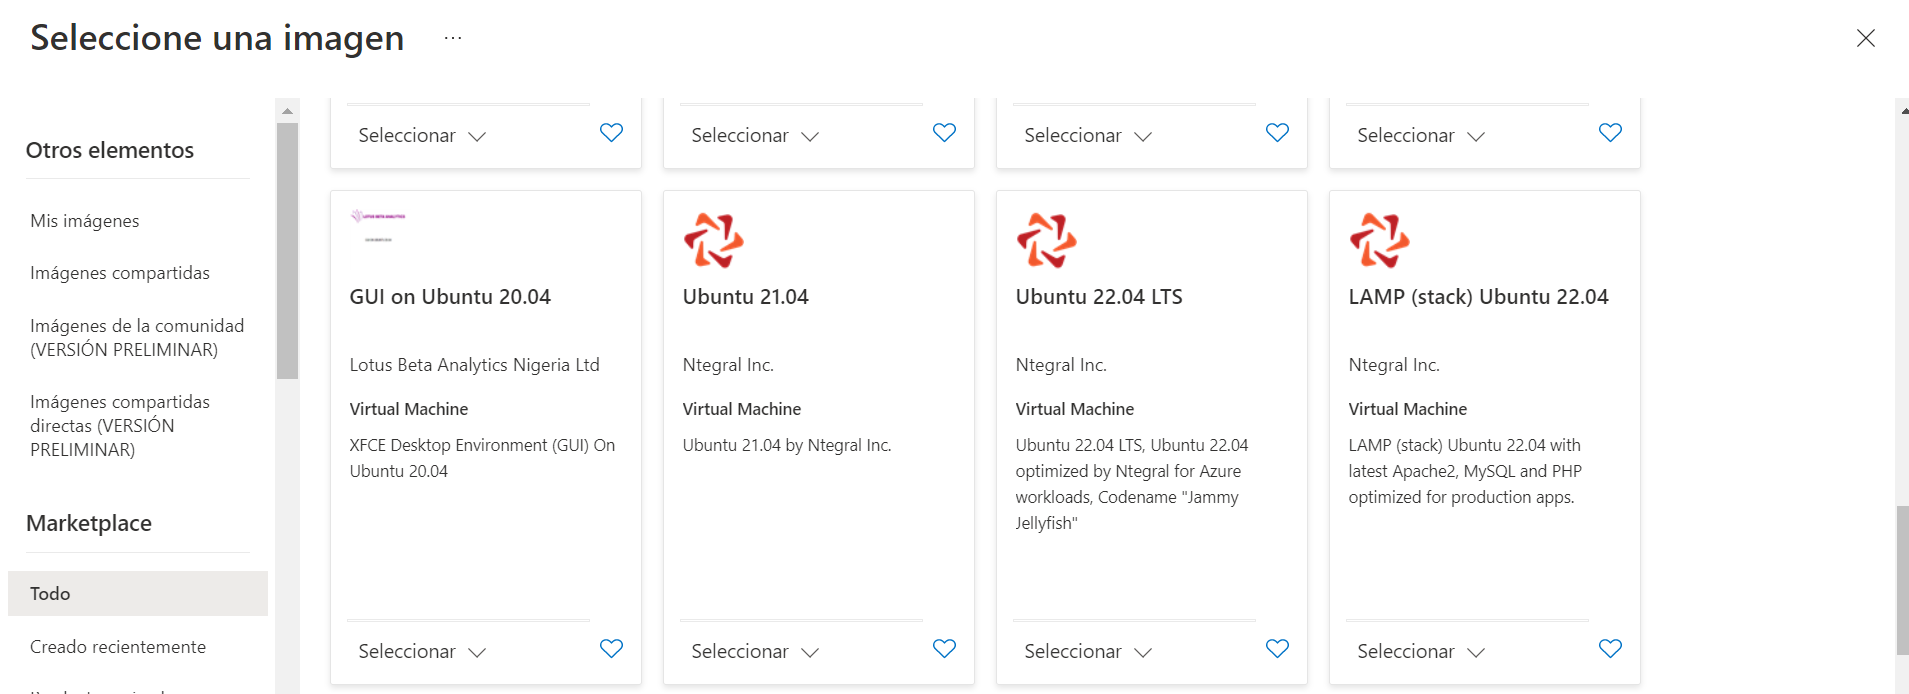 Seleccione una imagen ...
Otros elementos
Mis imágenes
Imágenes compartidas
Imágenes de la comunidad
(VERSIÓN PRELIMINAR)
Imágenes compartidas
directas (VERSIÓN
PRELIMINAR)
Marketplace
Todo
Creado recientemente
Seleccionar
Seleccionar
Seleccionar
Seleccionar
LOTUS BETA ANALYTICS
GUI on Ubuntu 20.04
Lotus Beta Analytics Nigeria Ltd
Virtual Machine
XFCE Desktop Environment (GUI) On
Ubuntu 20.04
Seleccionar
Ubuntu 21.04
Ntegral Inc.
Virtual Machine
Ubuntu 21.04 by Ntegral Inc.
Seleccionar
Ubuntu 22.04 LTS
Ntegral Inc.
Virtual Machine
Ubuntu 22.04 LTS, Ubuntu 22.04
optimized by Ntegral for Azure
workloads, Codename "Jammy
Jellyfish"
Seleccionar
LAMP (stack) Ubuntu 22.04
Ntegral Inc.
Virtual Machine
LAMP (stack) Ubuntu 22.04 with
latest Apache2, MySQL and PHP
optimized for production apps.
Seleccionar